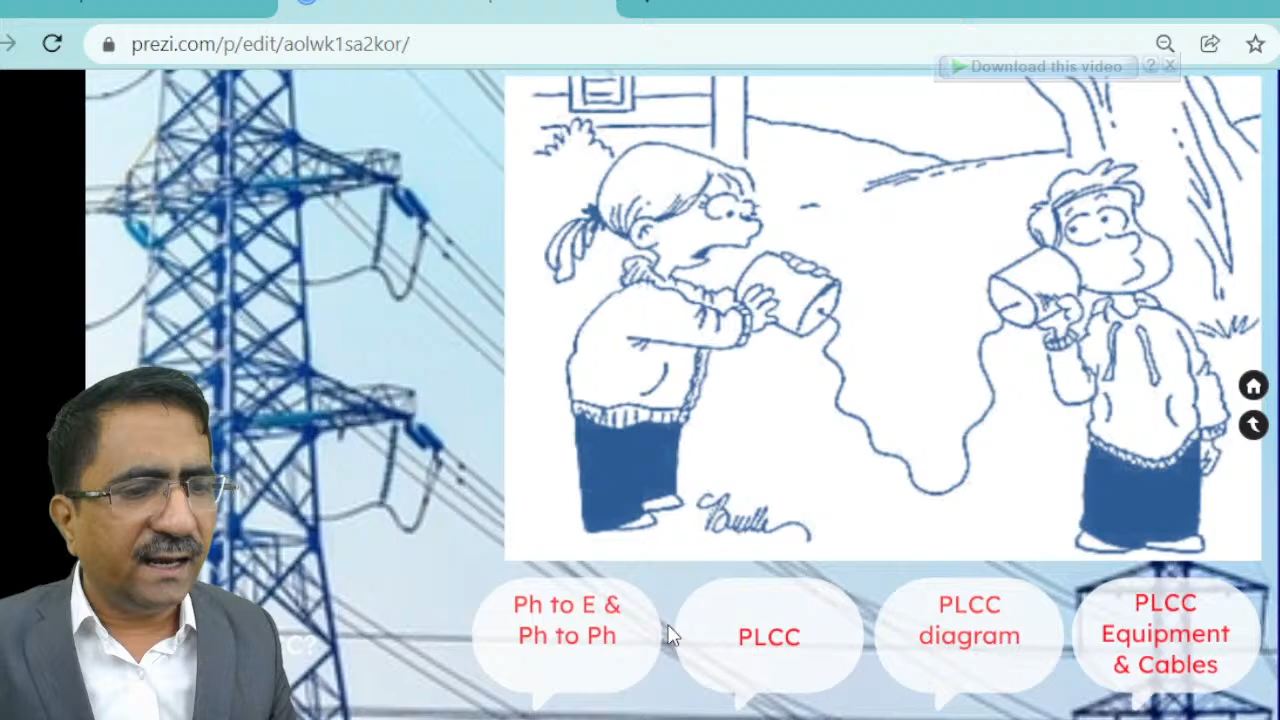 prezi.com/p/edit/aolwk1sa2kor/
Download this video
?
X
Ph to E &
Ph to Ph
PLCC
PLCC
diagram
PLCC
Equipment
& Cables
C?